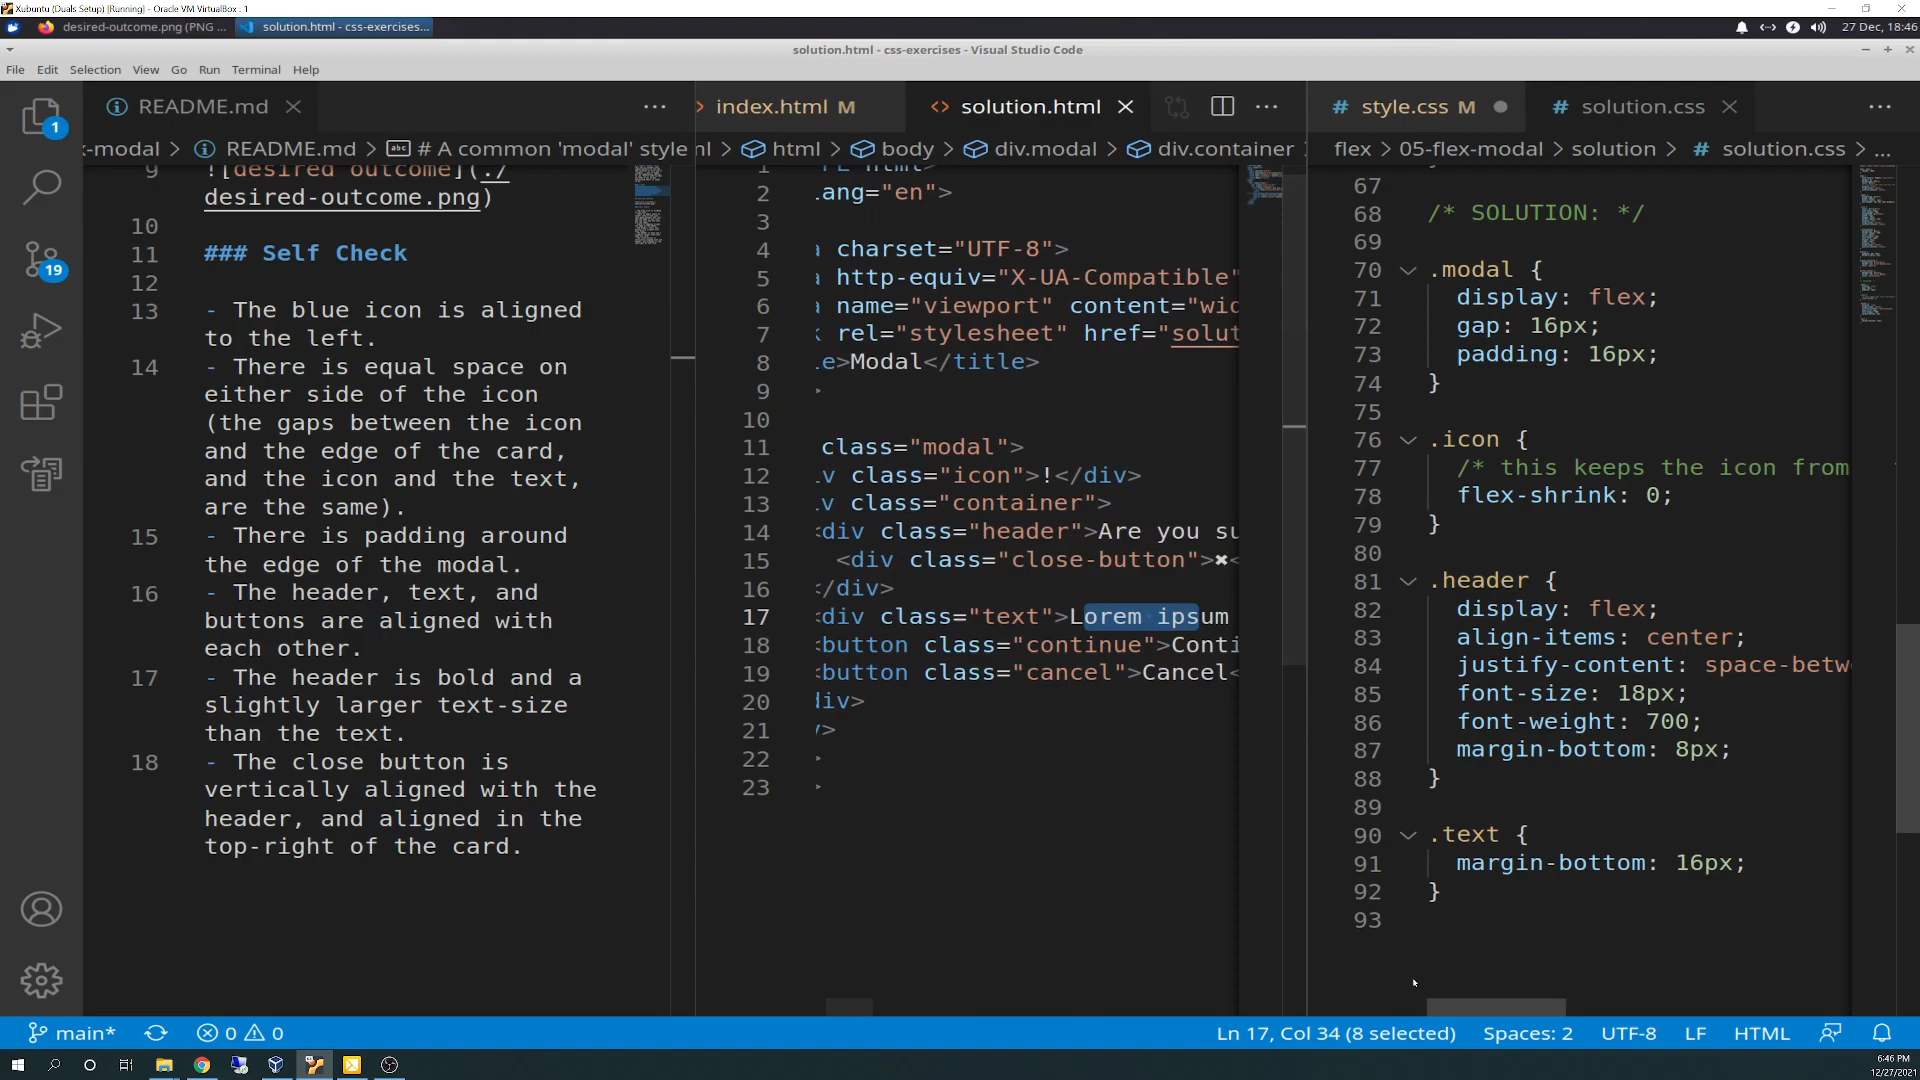 Xubuntu (Duals Setup) [Running] - Oracle VM VirtualBox : 1
desired-outcome.png (PNG ...
solution.html - css-exercises...
27 Dec, 18:46
solution.html - css-exercises - Visual Studio Code
File Edit Selection View Go Run Terminal Help
README.md
k-modal > README.md > # A common 'modal' style
9 ![desired outcome](./
desired-outcome.png)
10
11 ### Self Check
12
13 - The blue icon is aligned
to the left.
14 - There is equal space on
either side of the icon
(the gaps between the icon
and the edge of the card,
and the icon and the text,
are the same).
15 - There is padding around
the edge of the modal.
16 - The header, text, and
buttons are aligned with
each other.
17 - The header is bold and a
slightly larger text-size
than the text.
18 - The close button is
vertically aligned with the
header, and aligned in the
top-right of the card.
index.html M
solution.html
nl > html > body > div.modal > div.container
1
2 ang="en">
3
4 charset="UTF-8">
5 http-equiv="X-UA-Compatible"
6 name="viewport" content="wid
7 rel="stylesheet" href="solut
8 e>Modal</title>
9 >
10
11 class="modal">
12 v class="icon">!</div>
13 v class="container">
14 <div class="header">Are you su
15 <div class="close-button">✖<
16 </div>
17 <div class="text">Lorem ipsum
18 <button class="continue">Conti
19 <button class="cancel">Cancel<
20 div>
21 >
22 >
23 >
# style.css M
# solution.css
flex > 05-flex-modal > solution > # solution.css > ...
67
68 /* SOLUTION: */
69
70 .modal {
71 display: flex;
72 gap: 16px;
73 padding: 16px;
74 }
75
76 .icon {
77 /* this keeps the icon from
78 flex-shrink: 0;
79 }
80
81 .header {
82 display: flex;
83 align-items: center;
84 justify-content: space-betw
85 font-size: 18px;
86 font-weight: 700;
87 margin-bottom: 8px;
88 }
89
90 .text {
91 margin-bottom: 16px;
92 }
93
1
19
main* 0 0
Ln 17, Col 34 (8 selected) Spaces: 2 UTF-8 LF HTML
6:46 PM
12/27/2021